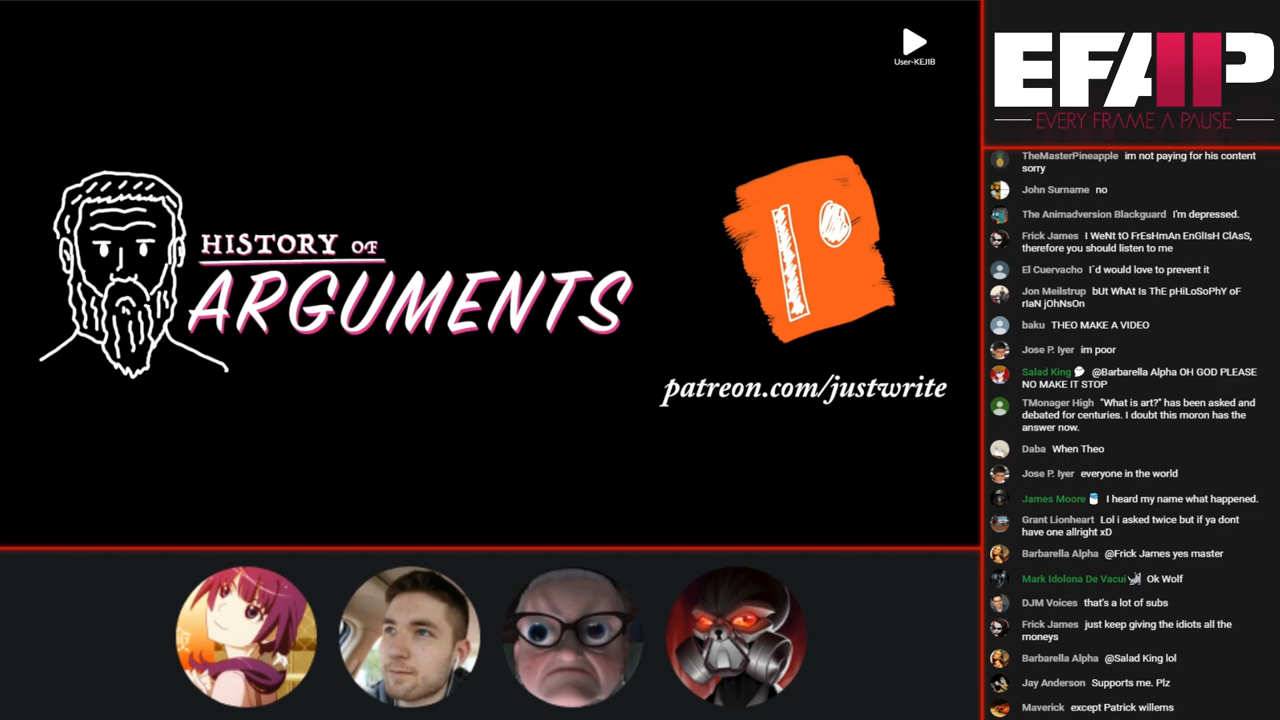 User-KEJIB
HISTORY OF
ARGUMENTS
patreon.com/justwrite
EFAP
EVERY FRAME A PAUSE
TheMasterPineapple im not paying for his content
sorry
John Surname no
The Animadversion Blackguard I'm depressed.
Frick James I WeNt tO FrEsHmAn EnGlIsH ClAsS,
therefore you should listen to me
El Cuervacho I´d would love to prevent it
Jon Meilstrup bUt WhAt Is ThE pHiLoSoPhY oF
rIaN jOhNsOn
baku THEO MAKE A VIDEO
Jose P. Iyer im poor
Salad King @Barbarella Alpha OH GOD PLEASE
NO MAKE IT STOP
TMonager High "What is art?" has been asked and
debated for centuries. I doubt this moron has the
answer now.
Daba When Theo
Jose P. Iyer everyone in the world
James Moore I heard my name what happened.
Grant Lionheart Lol i asked twice but if ya dont
have one allright xD
Barbarella Alpha @Frick James yes master
Mark Idolona De Vacui Ok Wolf
DJM Voices that's a lot of subs
Frick James just keep giving the idiots all the
moneys
Barbarella Alpha @Salad King lol
Jay Anderson Supports me. Plz
Maverick except Patrick willems